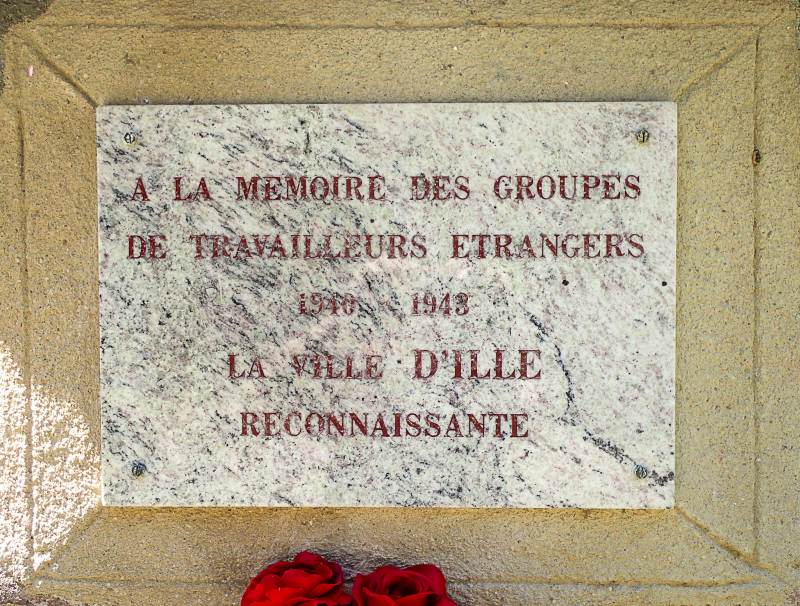 A LA MEMOIRE DES GROUPES
DE TRAVAILLEURS ETRANGERS
1940 1943
LA VILLE D'ILLE
RECONNAISSANTE